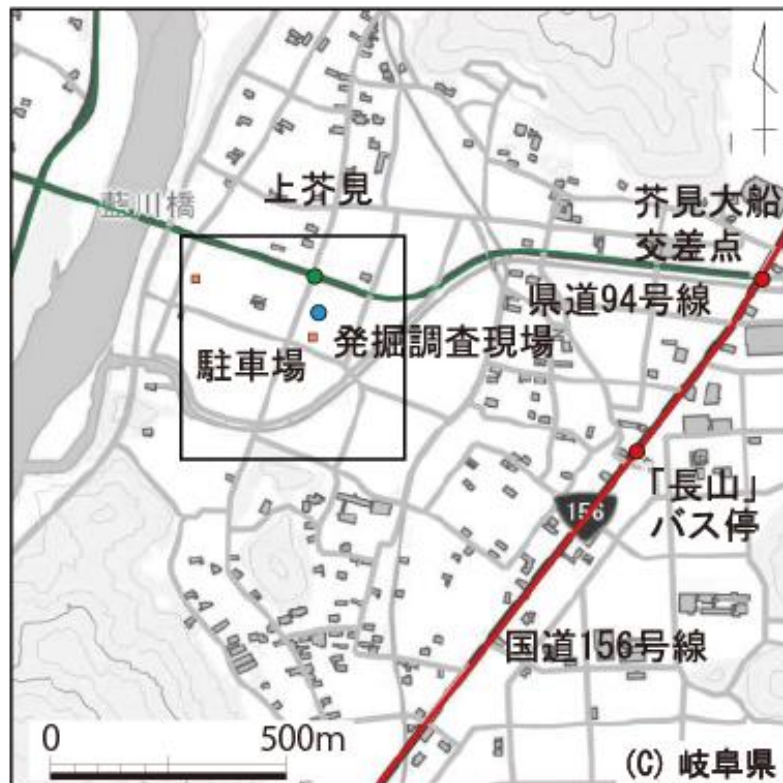 藍川橋
上芥見
芥見大船
交差点
県道94号線
発掘調査現場
駐車場
「長山」
バス停
156
国道156号線
0 500m
(C) 岐阜県